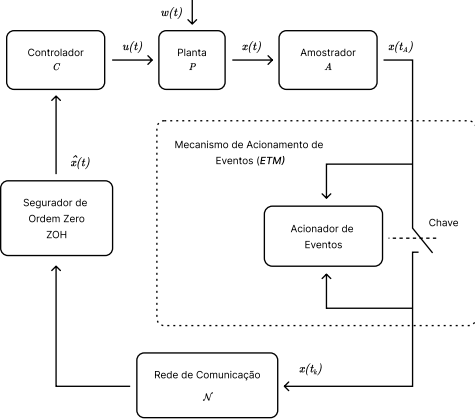 w(t)
Controlador
C
u(t)
Planta
P
x(t)
Amostrador
A
x(t_A)
Mecanismo de Acionamento de
Eventos (ETM)
x̂(t)
Segurador de
Ordem Zero
ZOH
Acionador de
Eventos
Chave
Rede de Comunicação
𝒩
x(t_k)